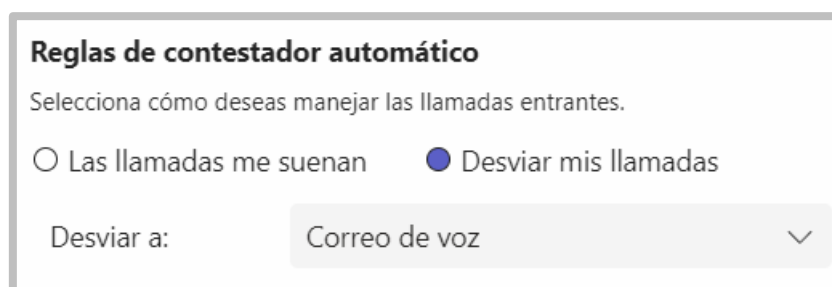 Reglas de contestador automático
Selecciona cómo deseas manejar las llamadas entrantes.
Las llamadas me suenan Desviar mis llamadas
Desviar a: Correo de voz